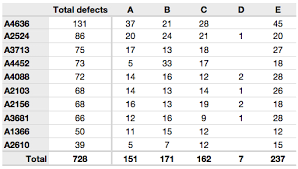 Total defects A B C D E
A4636 131 37 21 28 45
A2524 86 20 24 21 1 20
A3713 75 17 13 18 27
A4452 73 5 33 17 18
A4088 72 14 16 12 2 28
A2103 68 14 13 14 1 26
A2156 68 16 13 19 2 18
A3681 66 12 16 9 1 28
A1366 50 11 15 12 12
A2610 39 5 7 12 15
Total 728 151 171 162 7 237